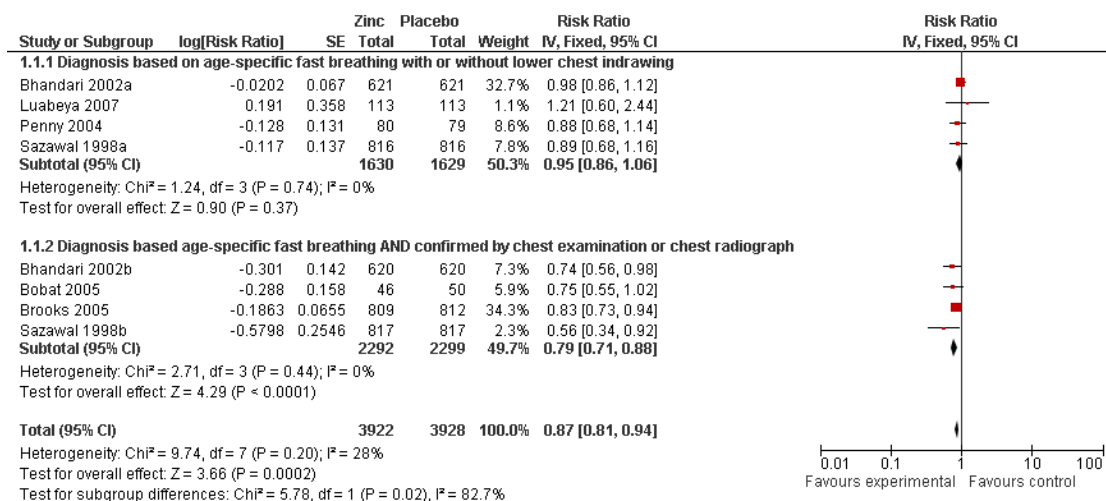 Zinc Placebo Risk Ratio Risk Ratio
Study or Subgroup log[Risk Ratio] SE Total Total Weight IV, Fixed, 95% CI IV, Fixed, 95% CI
1.1.1 Diagnosis based on age-specific fast breathing with or without lower chest indrawing
Bhandari 2002a -0.0202 0.067 621 621 32.7% 0.98 [0.86, 1.12]
Luabeya 2007 0.191 0.358 113 113 1.1% 1.21 [0.60, 2.44]
Penny 2004 -0.128 0.131 80 79 8.6% 0.88 [0.68, 1.14]
Sazawal 1998a -0.117 0.137 816 816 7.8% 0.89 [0.68, 1.16]
Subtotal (95% CI) 1630 1629 50.3% 0.95 [0.86, 1.06]
Heterogeneity: Chi² = 1.24, df = 3 (P = 0.74); I² = 0%
Test for overall effect: Z = 0.90 (P = 0.37)
1.1.2 Diagnosis based age-specific fast breathing AND confirmed by chest examination or chest radiograph
Bhandari 2002b -0.301 0.142 620 620 7.3% 0.74 [0.56, 0.98]
Bobat 2005 -0.288 0.158 46 50 5.9% 0.75 [0.55, 1.02]
Brooks 2005 -0.1863 0.0655 809 812 34.3% 0.83 [0.73, 0.94]
Sazawal 1998b -0.5798 0.2546 817 817 2.3% 0.56 [0.34, 0.92]
Subtotal (95% CI) 2292 2299 49.7% 0.79 [0.71, 0.88]
Heterogeneity: Chi² = 2.71, df = 3 (P = 0.44); I² = 0%
Test for overall effect: Z = 4.29 (P < 0.0001)
Total (95% CI) 3922 3928 100.0% 0.87 [0.81, 0.94]
Heterogeneity: Chi² = 9.74, df = 7 (P = 0.20); I² = 28%
Test for overall effect: Z = 3.66 (P = 0.0002)
Test for subgroup differences: Chi² = 5.78, df = 1 (P = 0.02), I² = 82.7%
0.01 0.1 1 10 100
Favours experimental Favours control